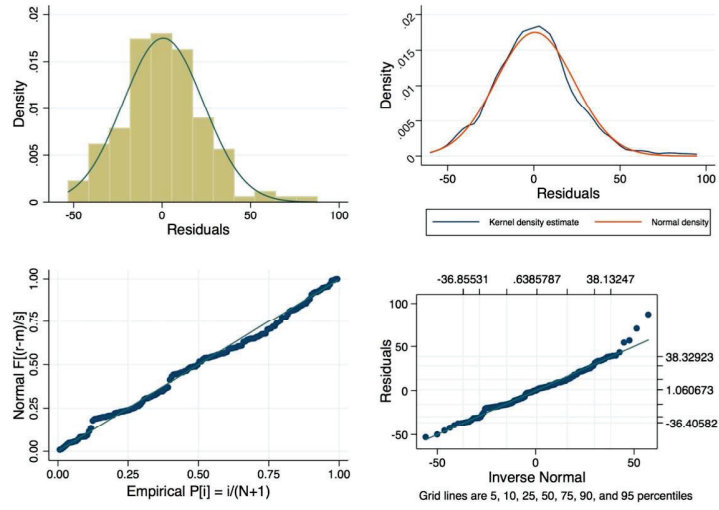 .02
.015
.01
.005
0
Density
-50 0 50 100
Residuals
.02
.015
.01
.005
0
Density
-50 0 50 100
Residuals
Kernel density estimate Normal density
1.00
0.75
0.50
0.25
0.00
Normal F[(r-m)/s]
0.00 0.25 0.50 0.75 1.00
Empirical P[i] = i/(N+1)
-36.85531 .6385787 38.13247
100
50
0
-50
Residuals
38.32923
1.060673
-36.40582
-50 0 50
Inverse Normal
Grid lines are 5, 10, 25, 50, 75, 90, and 95 percentiles